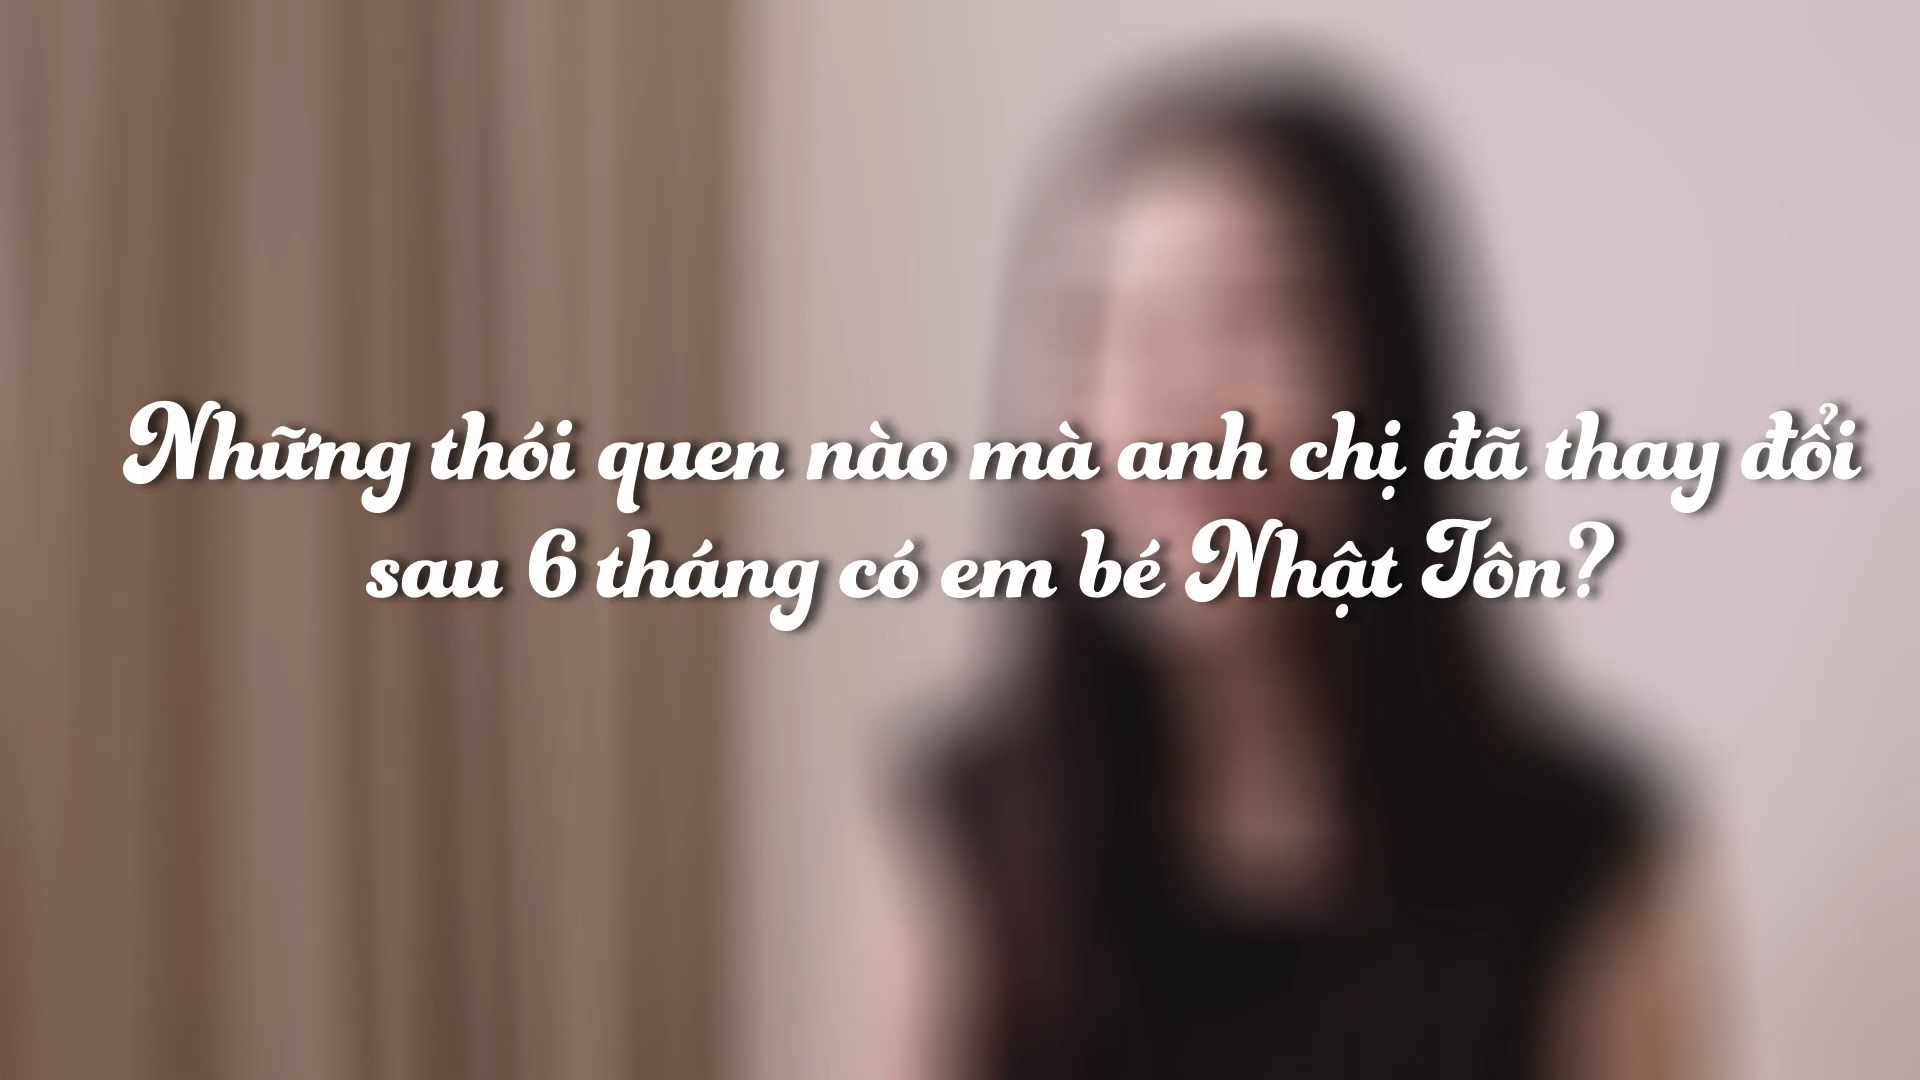 Những thói quen nào mà anh chị đã thay đổi
sau 6 tháng có em bé Nhật Tôn?